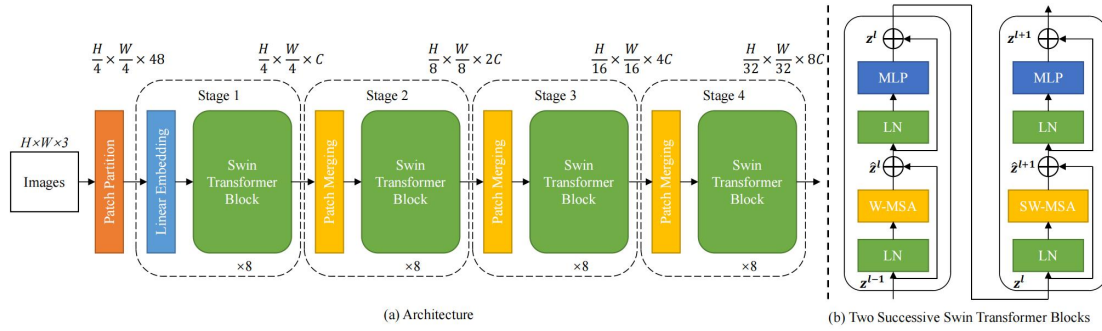 H×W×3
Images
H/4 × W/4 × 48
Patch Partition
H/4 × W/4 × C
Stage 1
Linear Embedding
Swin
Transformer
Block
×8
H/8 × W/8 × 2C
Stage 2
Patch Merging
Swin
Transformer
Block
×8
H/16 × W/16 × 4C
Stage 3
Patch Merging
Swin
Transformer
Block
×8
H/32 × W/32 × 8C
Stage 4
Patch Merging
Swin
Transformer
Block
×8
(a) Architecture
z^l
MLP
LN
ẑ^l
W-MSA
LN
z^{l-1}
z^{l+1}
MLP
LN
ẑ^{l+1}
SW-MSA
LN
z^l
(b) Two Successive Swin Transformer Blocks